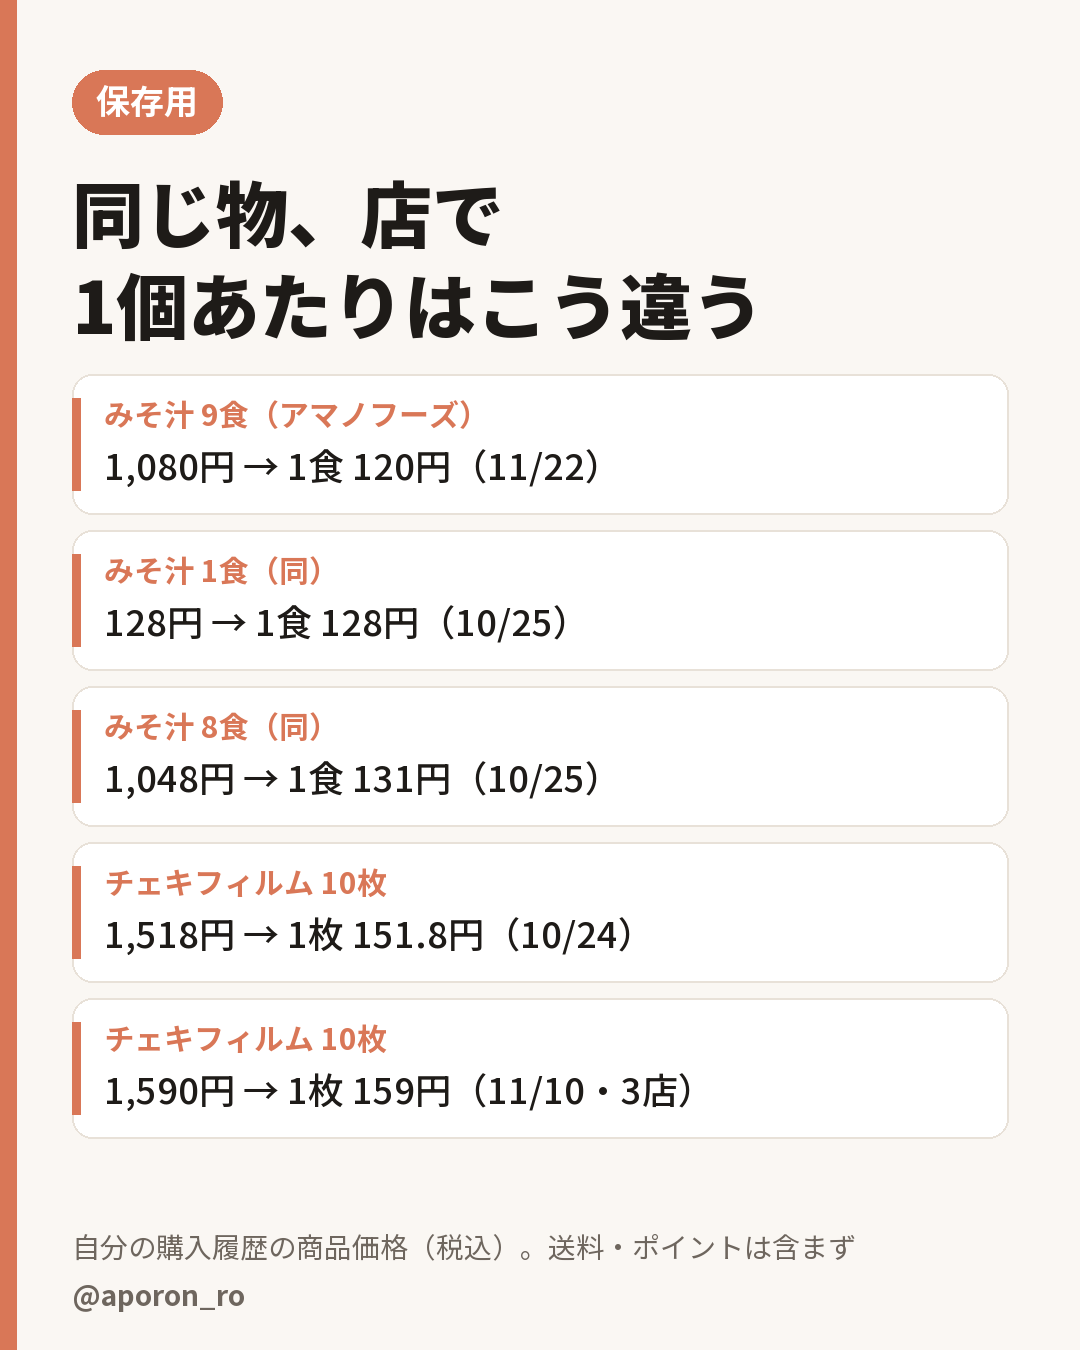 保存用
同じ物、店で
1個あたりはこう違う
みそ汁 9食（アマノフーズ）
1,080円 → 1食 120円（11/22）
みそ汁 1食（同）
128円 → 1食 128円（10/25）
みそ汁 8食（同）
1,048円 → 1食 131円（10/25）
チェキフィルム 10枚
1,518円 → 1枚 151.8円（10/24）
チェキフィルム 10枚
1,590円 → 1枚 159円（11/10・3店）
自分の購入履歴の商品価格（税込）。送料・ポイントは含まず
@aporon_ro